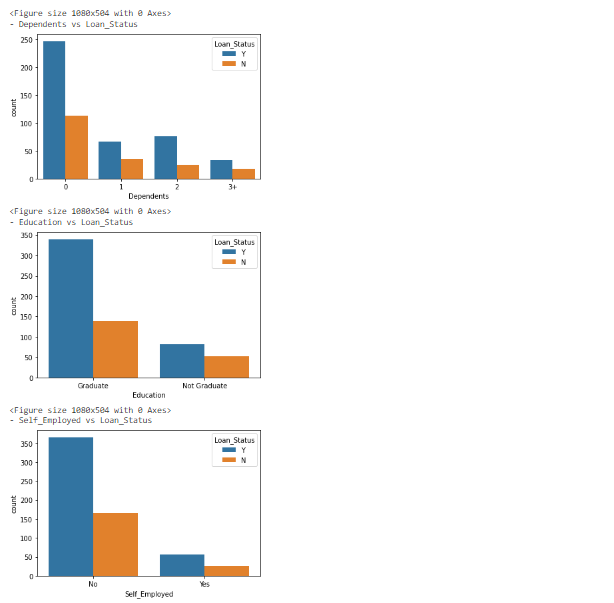 <Figure size 1080x504 with 0 Axes>
- Dependents vs Loan_Status
250
200
150
100
50
0
count
Loan_Status
Y
N
0 1 2 3+
Dependents
<Figure size 1080x504 with 0 Axes>
- Education vs Loan_Status
350
300
250
200
150
100
50
0
count
Loan_Status
Y
N
Graduate Not Graduate
Education
<Figure size 1080x504 with 0 Axes>
- Self_Employed vs Loan_Status
350
300
250
200
150
100
50
0
count
Loan_Status
Y
N
No Yes
Self_Employed